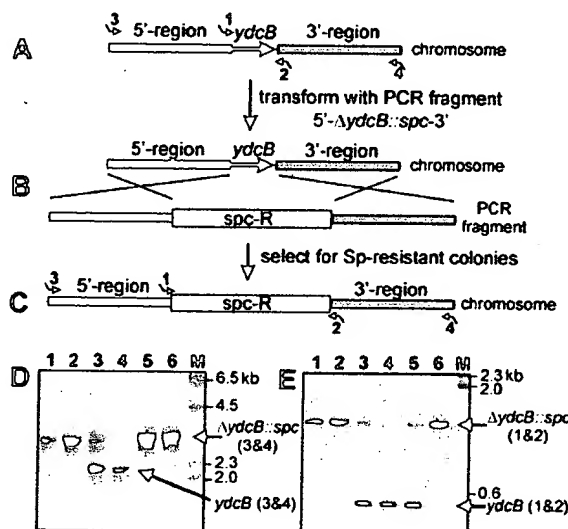 3 5'-region 1 ydcB 3'-region
A chromosome
2 4
transform with PCR fragment
5'-ΔydcB::spc-3'
5'-region ydcB 3'-region
chromosome
B
spc-R PCR fragment
select for Sp-resistant colonies
3 5'-region 1 3'-region
C spc-R chromosome
2 4
D 1 2 3 4 5 6 M
6.5 kb
4.5
ΔydcB::spc (3&4)
2.3
2.0
ydcB (3&4)
E 1 2 3 4 5 6 M
2.3 kb
2.0
ΔydcB::spc (1&2)
0.6
ydcB (1&2)